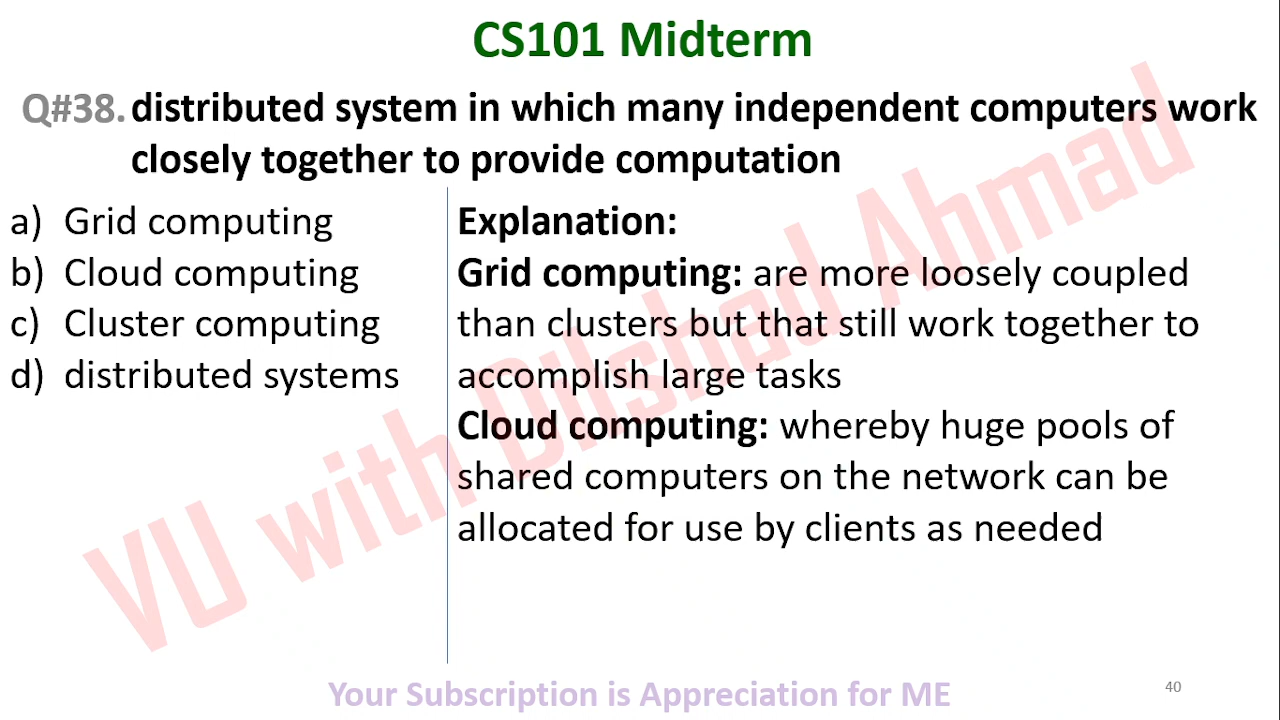 CS101 Midterm
Q#38. distributed system in which many independent computers work
closely together to provide computation
a) Grid computing
b) Cloud computing
c) Cluster computing
d) distributed systems
Explanation:
Grid computing: are more loosely coupled
than clusters but that still work together to
accomplish large tasks
Cloud computing: whereby huge pools of
shared computers on the network can be
allocated for use by clients as needed
VU with Dilshad Ahmad
Your Subscription is Appreciation for ME
40